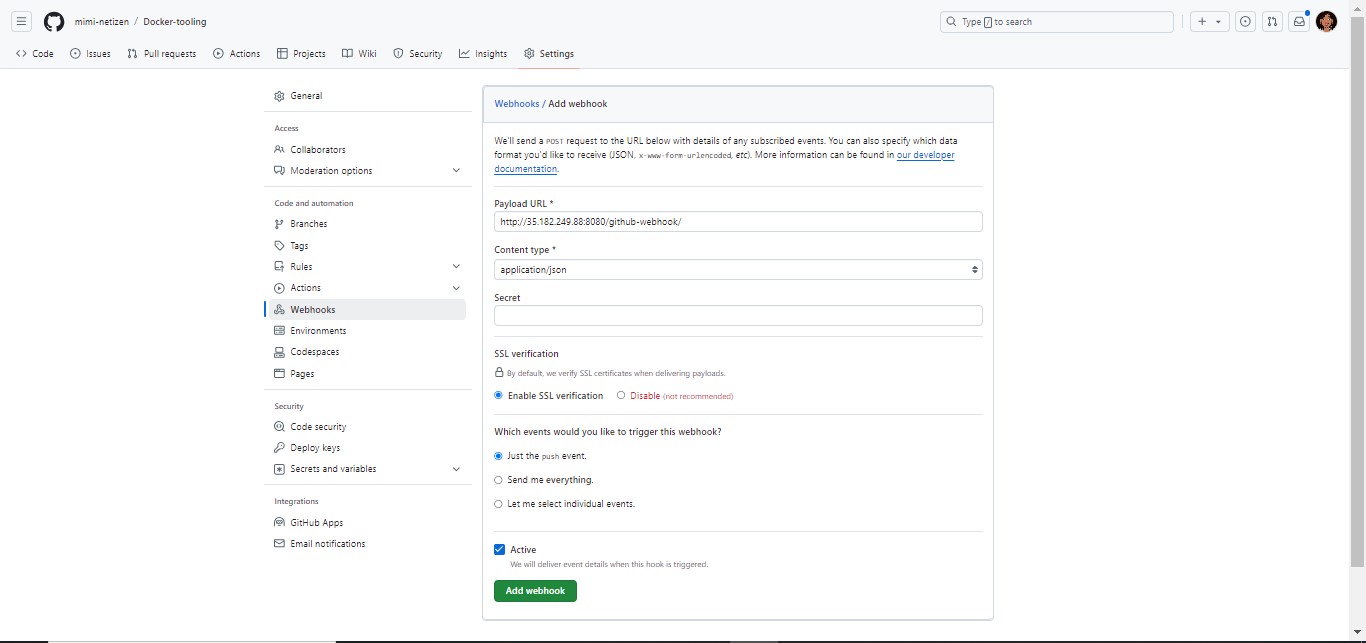 mimi-netizen / Docker-tooling
Type / to search
Code Issues Pull requests Actions Projects Wiki Security Insights Settings
General
Access
Collaborators
Moderation options
Code and automation
Branches
Tags
Rules
Actions
Webhooks
Environments
Codespaces
Pages
Security
Code security
Deploy keys
Secrets and variables
Integrations
GitHub Apps
Email notifications
Webhooks / Add webhook
We'll send a POST request to the URL below with details of any subscribed events. You can also specify which data
format you'd like to receive (JSON, x-www-form-urlencoded, etc). More information can be found in our developer
documentation.
Payload URL *
http://35.182.249.88:8080/github-webhook/
Content type *
application/json
Secret
SSL verification
By default, we verify SSL certificates when delivering payloads.
Enable SSL verification Disable (not recommended)
Which events would you like to trigger this webhook?
Just the push event.
Send me everything.
Let me select individual events.
Active
We will deliver event details when this hook is triggered.
Add webhook